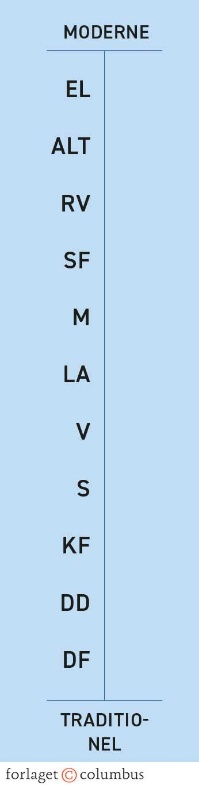 MODERNE
EL
ALT
RV
SF
M
LA
V
S
KF
DD
DF
TRADITIO-
NEL
forlaget © columbus